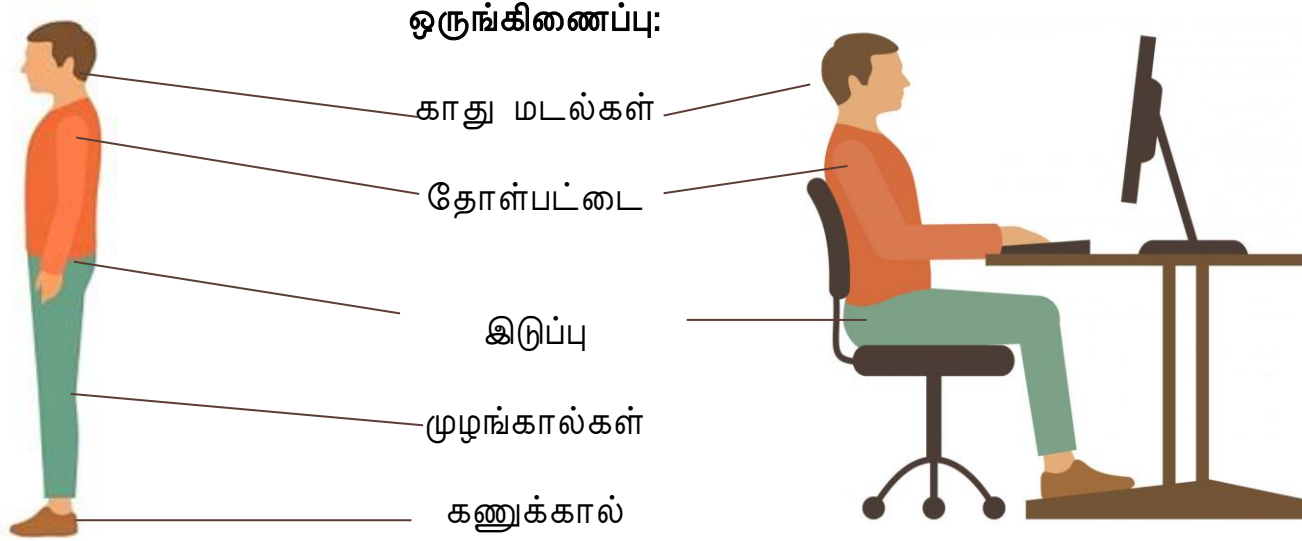 ஒருங்கிணைப்பு:
காது மடல்கள்
தோள்பட்டை
இடுப்பு
முழங்கால்கள்
கணுக்கால்